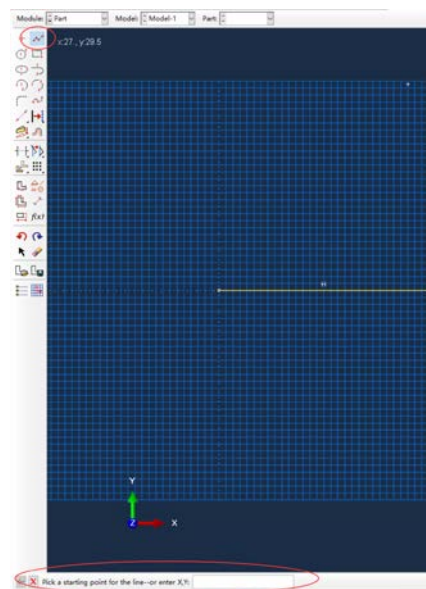 Module: Part Model: Model-1 Part:
x:27 , y:29.5
f(x)
H
Y
Z X
Pick a starting point for the line--or enter X,Y: